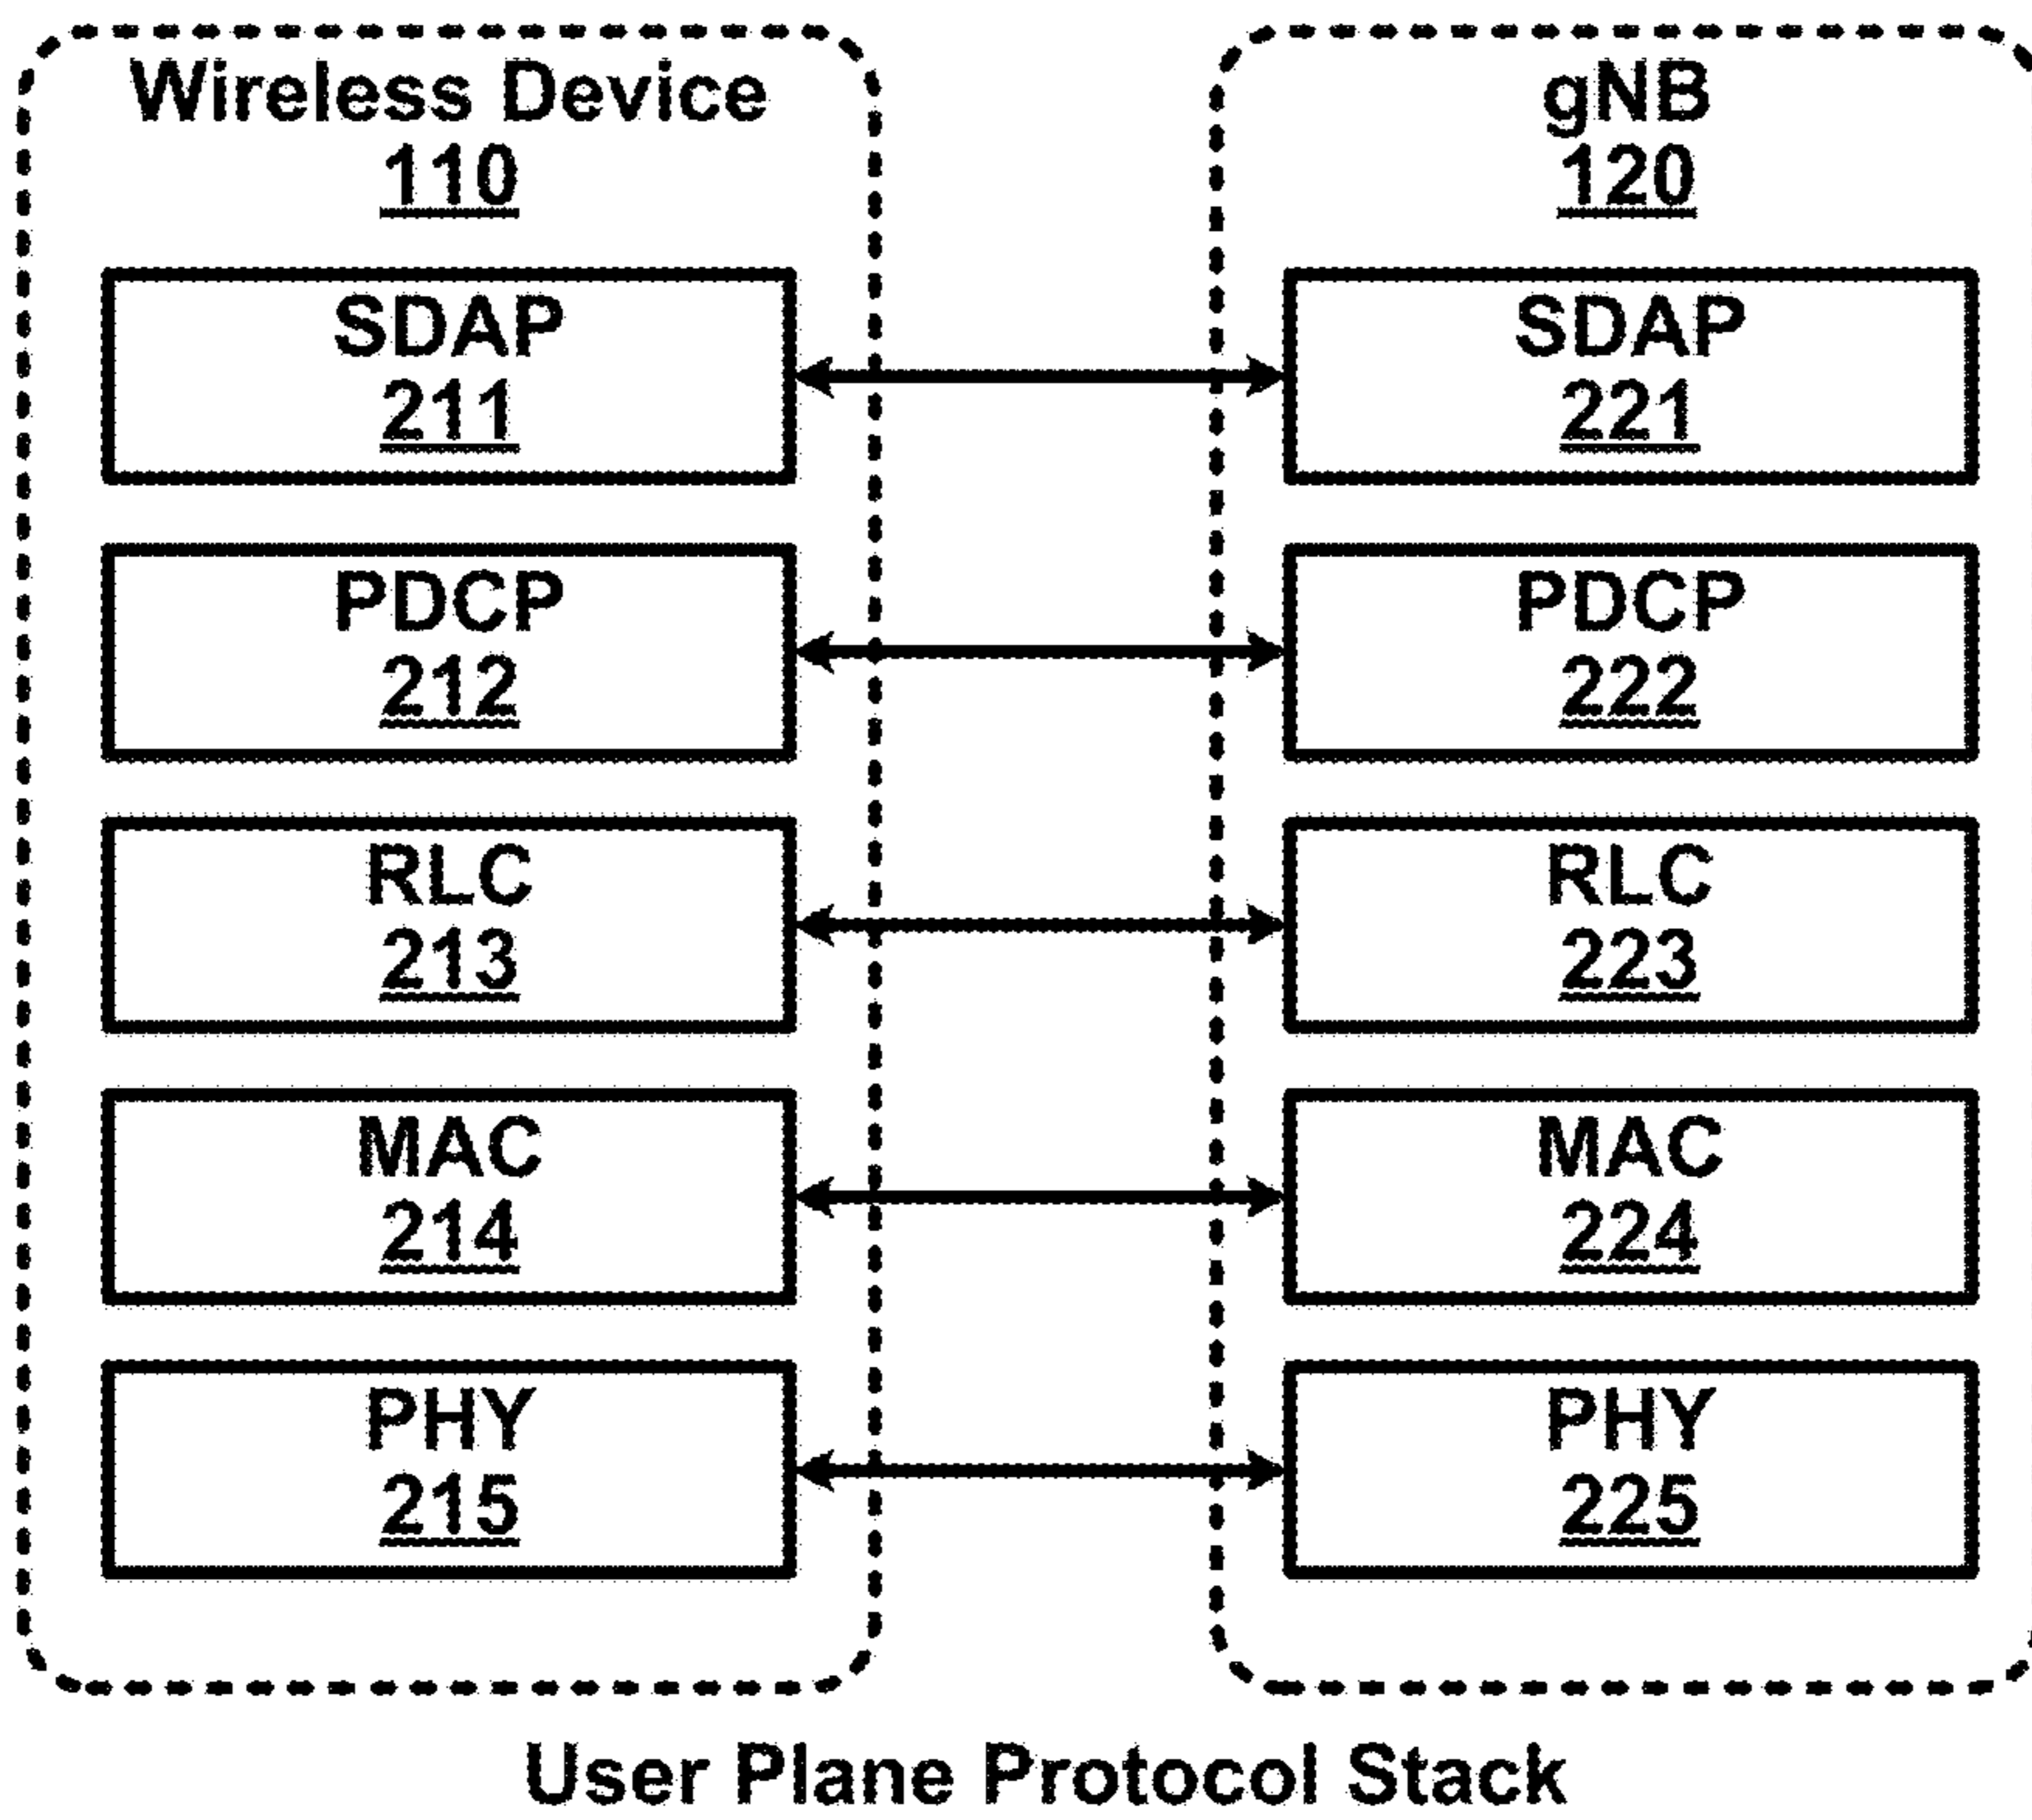 Wireless Device
110
SDAP
211
PDCP
212
RLC
213
MAC
214
PHY
215
gNB
120
SDAP
221
PDCP
222
RLC
223
MAC
224
PHY
225
User Plane Protocol Stack